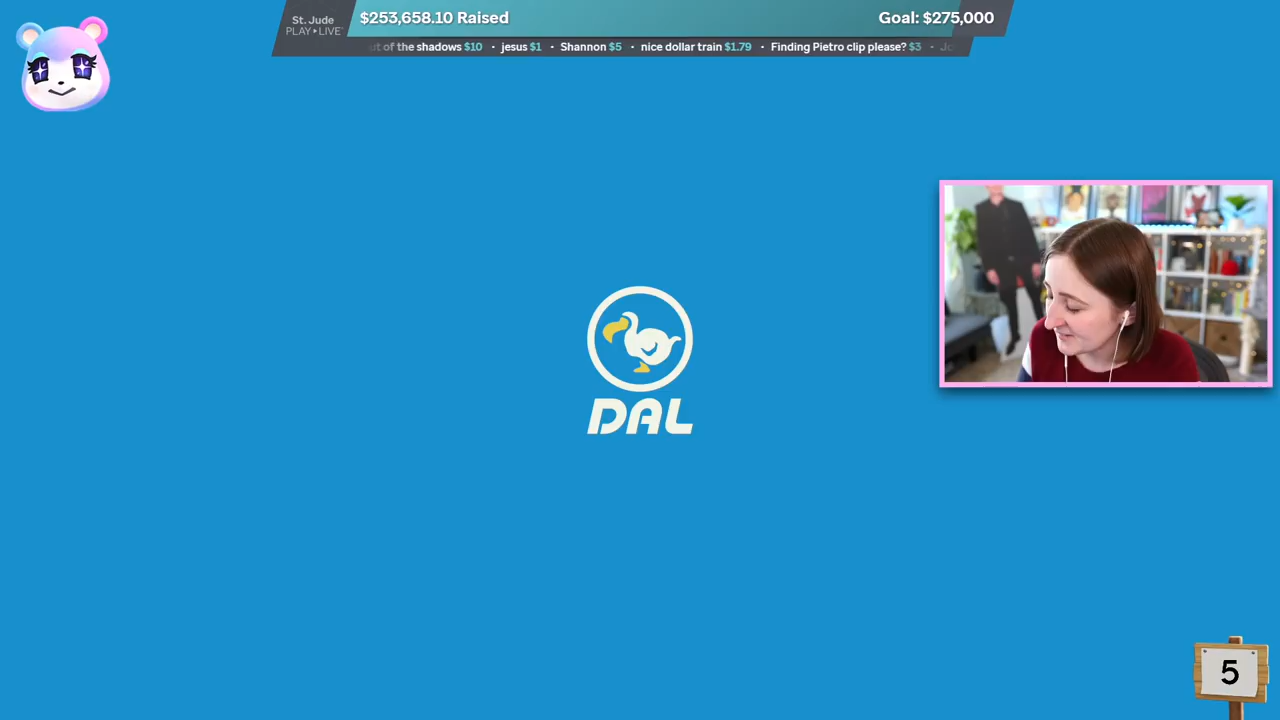 St. Jude
PLAY LIVE
$253,658.10 Raised
Goal: $275,000
ut of the shadows $10 · jesus $1 · Shannon $5 · nice dollar train $1.79 · Finding Pietro clip please? $3 ·
DAL
5